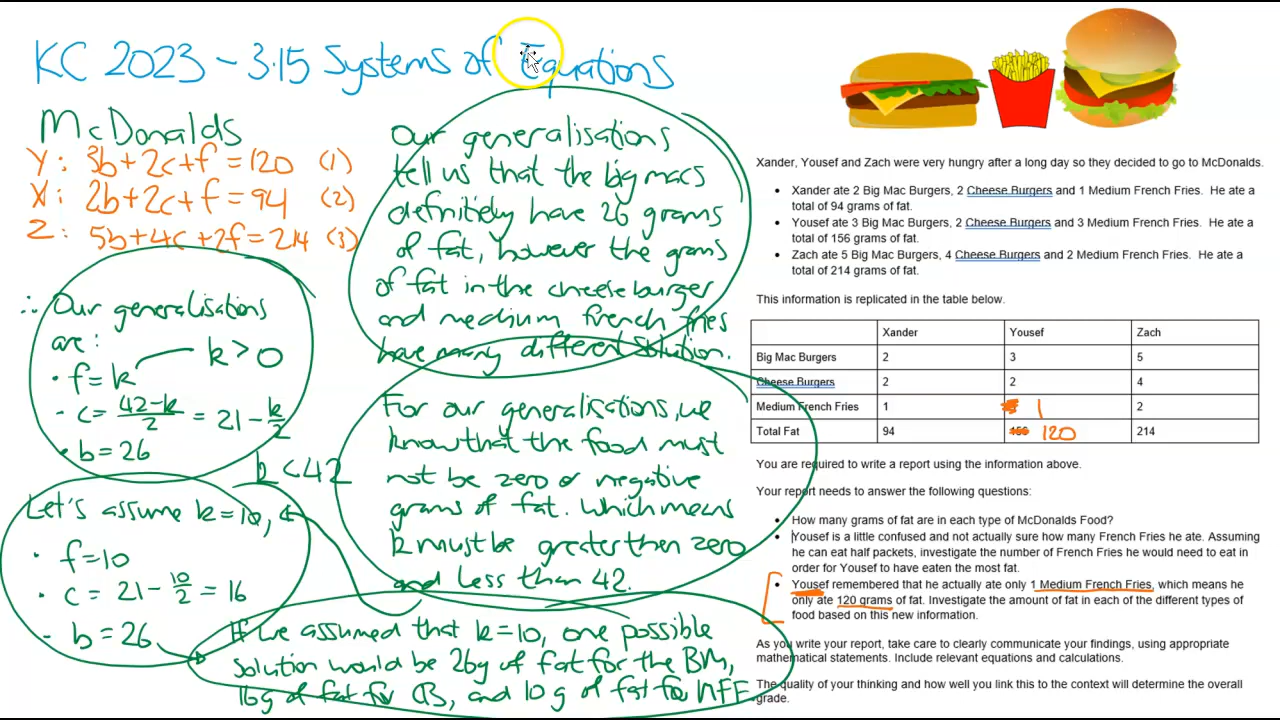 KC 2023 - 3.15 Systems of Equations
McDonalds
Y: 3b+2c+f=120 (1)
X: 2b+2c+f=94 (2)
Z: 5b+4c+2f=214 (3)
∴ Our generalisations
are:
• f=k k>0
• c= (42-k)/2 = 21 - k/2
• b=26
k<42
Let's assume k=10,
• f=10
• c= 21 - 10/2 = 16
• b=26
Our generalisations
tell us that the big macs
definitely have 26 grams
of fat, however the grams
of fat in the cheese burger
and medium french fries
have many different solution.
For our generalisations, we
know that the food must
not be zero or negative
grams of fat. Which means
k must be greater then zero
and less than 42.
If we assumed that k=10, one possible
solution would be 26g of fat for the BM,
16g of fat for CB, and 10g of fat for MFF
Xander, Yousef and Zach were very hungry after a long day so they decided to go to McDonalds.
• Xander ate 2 Big Mac Burgers, 2 Cheese Burgers and 1 Medium French Fries. He ate a
total of 94 grams of fat.
• Yousef ate 3 Big Mac Burgers, 2 Cheese Burgers and 3 Medium French Fries. He ate a
total of 156 grams of fat.
• Zach ate 5 Big Mac Burgers, 4 Cheese Burgers and 2 Medium French Fries. He ate a
total of 214 grams of fat.
This information is replicated in the table below.
Xander Yousef Zach
Big Mac Burgers 2 3 5
Cheese Burgers 2 2 4
Medium French Fries 1 1 2
Total Fat 94 156 120 214
You are required to write a report using the information above.
Your report needs to answer the following questions:
• How many grams of fat are in each type of McDonalds Food?
• Yousef is a little confused and not actually sure how many French Fries he ate. Assuming
he can eat half packets, investigate the number of French Fries he would need to eat in
order for Yousef to have eaten the most fat.
• Yousef remembered that he actually ate only 1 Medium French Fries, which means he
only ate 120 grams of fat. Investigate the amount of fat in each of the different types of
food based on this new information.
As you write your report, take care to clearly communicate your findings, using appropriate
mathematical statements. Include relevant equations and calculations.
The quality of your thinking and how well you link this to the context will determine the overall
grade.